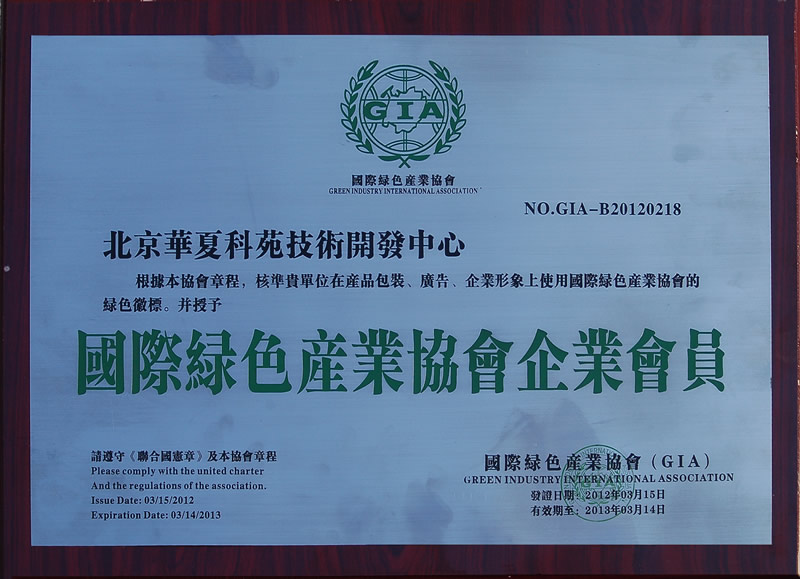 GIA
國際緑色産業協會
GREEN INDUSTRY INTERNATIONAL ASSOCIATION
NO.GIA-B20120218
北京華夏科苑技術開發中心
根據本協會章程，核準貴單位在産品包裝、廣告、企業形象上使用國際緑色産業協會的
緑色徽標。并授予
國際緑色産業協會企業會員
請遵守《聯合國憲章》及本協會章程
Please comply with the united charter
And the regulations of the association.
Issue Date: 03/15/2012
Expiration Date: 03/14/2013
國際緑色産業協會（GIA）
GREEN INDUSTRY INTERNATIONAL ASSOCIATION
發證日期：2012年03月15日
有效期至：2013年03月14日
GIA